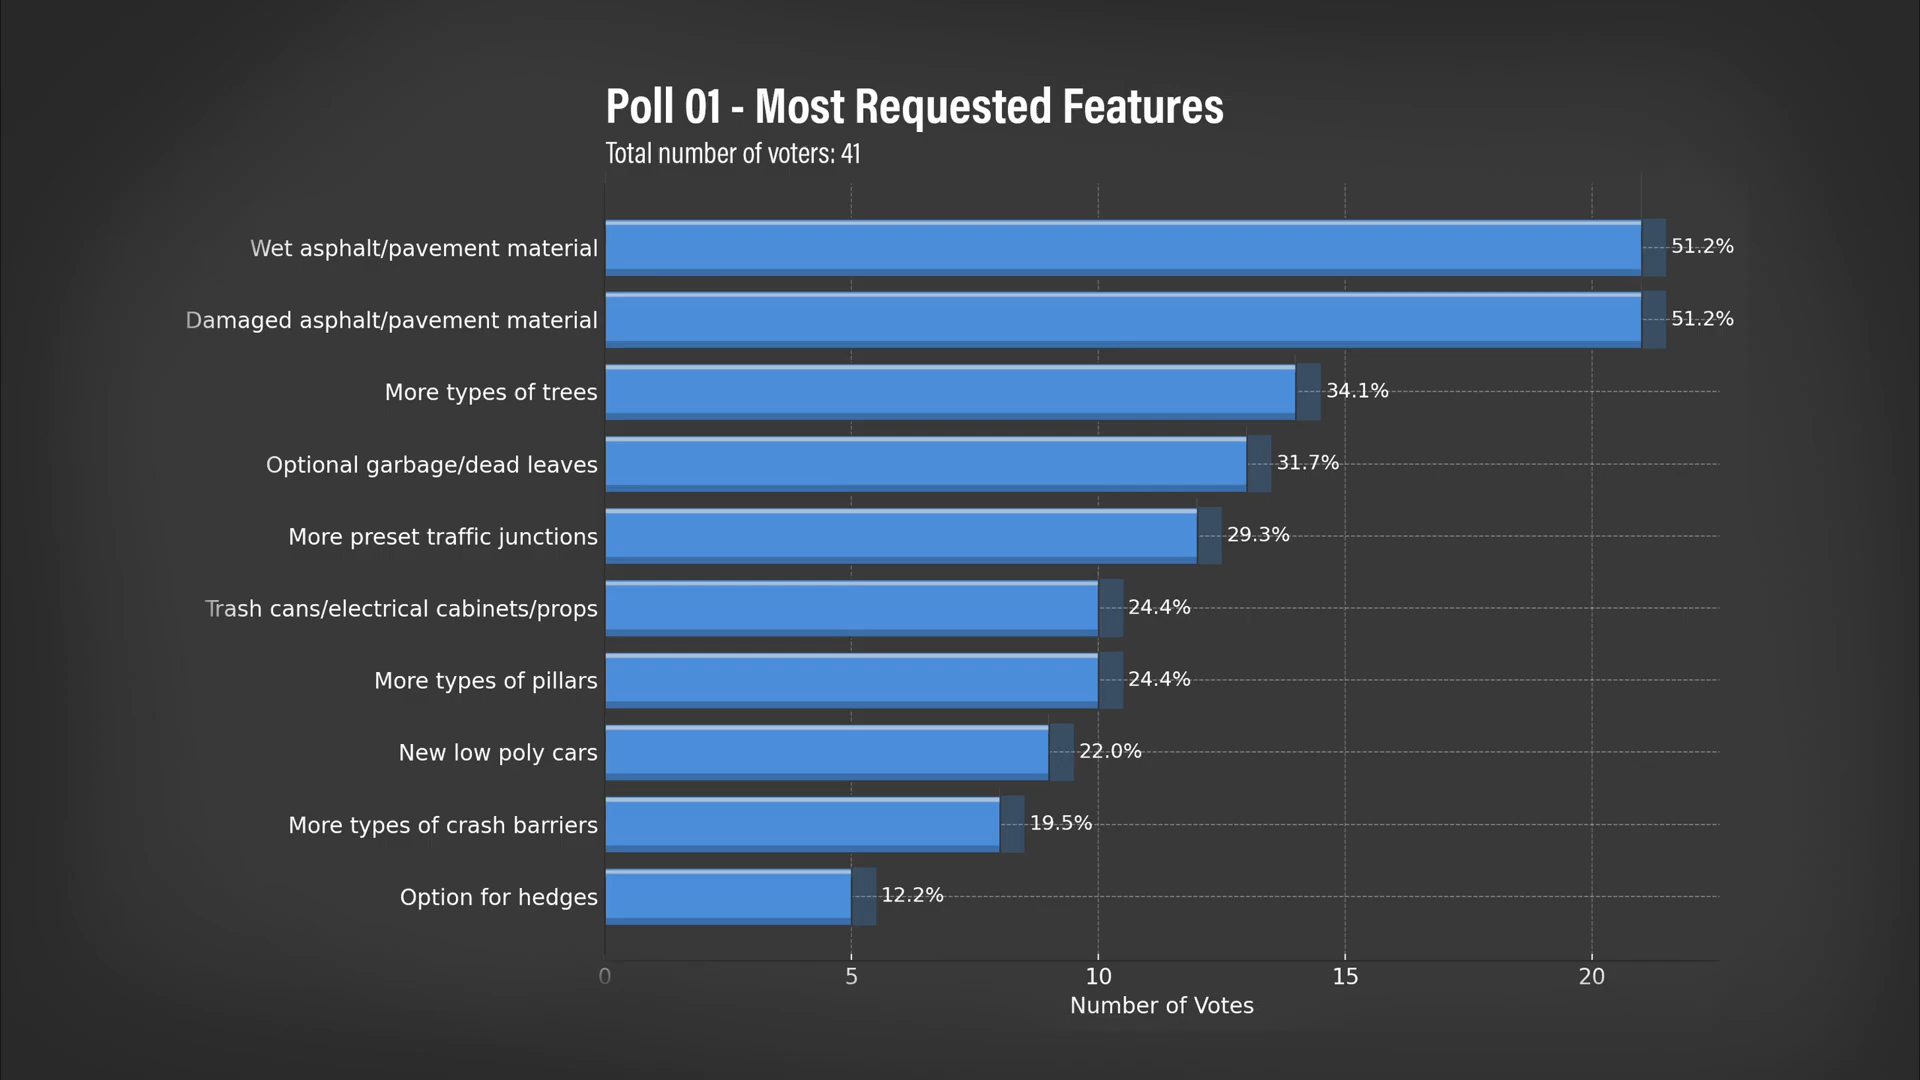 Poll 01 - Most Requested Features
Total number of voters: 41
Wet asphalt/pavement material 51.2%
Damaged asphalt/pavement material 51.2%
More types of trees 34.1%
Optional garbage/dead leaves 31.7%
More preset traffic junctions 29.3%
Trash cans/electrical cabinets/props 24.4%
More types of pillars 24.4%
New low poly cars 22.0%
More types of crash barriers 19.5%
Option for hedges 12.2%
0 5 10 15 20
Number of Votes